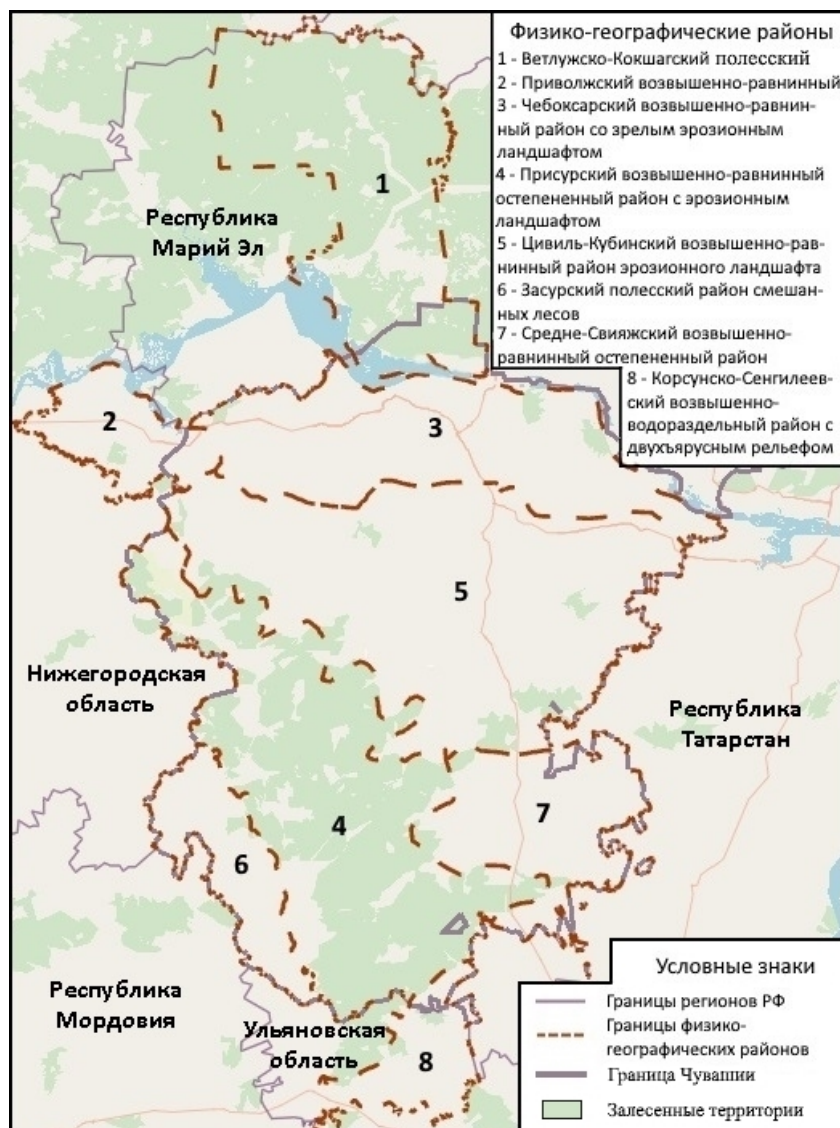 Физико-географические районы
1 - Ветлужско-Кокшагский полесский
2 - Приволжский возвышенно-равнинный
3 - Чебоксарский возвышенно-равнин-
ный район со зрелым эрозионным
ландшафтом
4 - Присурский возвышенно-равнинный
остепененный район с эрозионным
ландшафтом
5 - Цивиль-Кубинский возвышенно-рав-
нинный район эрозионного ландшафта
6 - Засурский полесский район смешан-
ных лесов
7 - Средне-Свияжский возвышенно-
равнинный остепененный район
8 - Корсунско-Сенгилеев-
ский возвышенно-
водораздельный район с
двухъярусным рельефом
1
Республика
Марий Эл
2
3
5
Нижегородская
область
Республика
Татарстан
4
7
6
Республика
Мордовия
Ульяновская
область
8
Условные знаки
Границы регионов РФ
Границы физико-
географических районов
Граница Чувашии
Залесенные территории